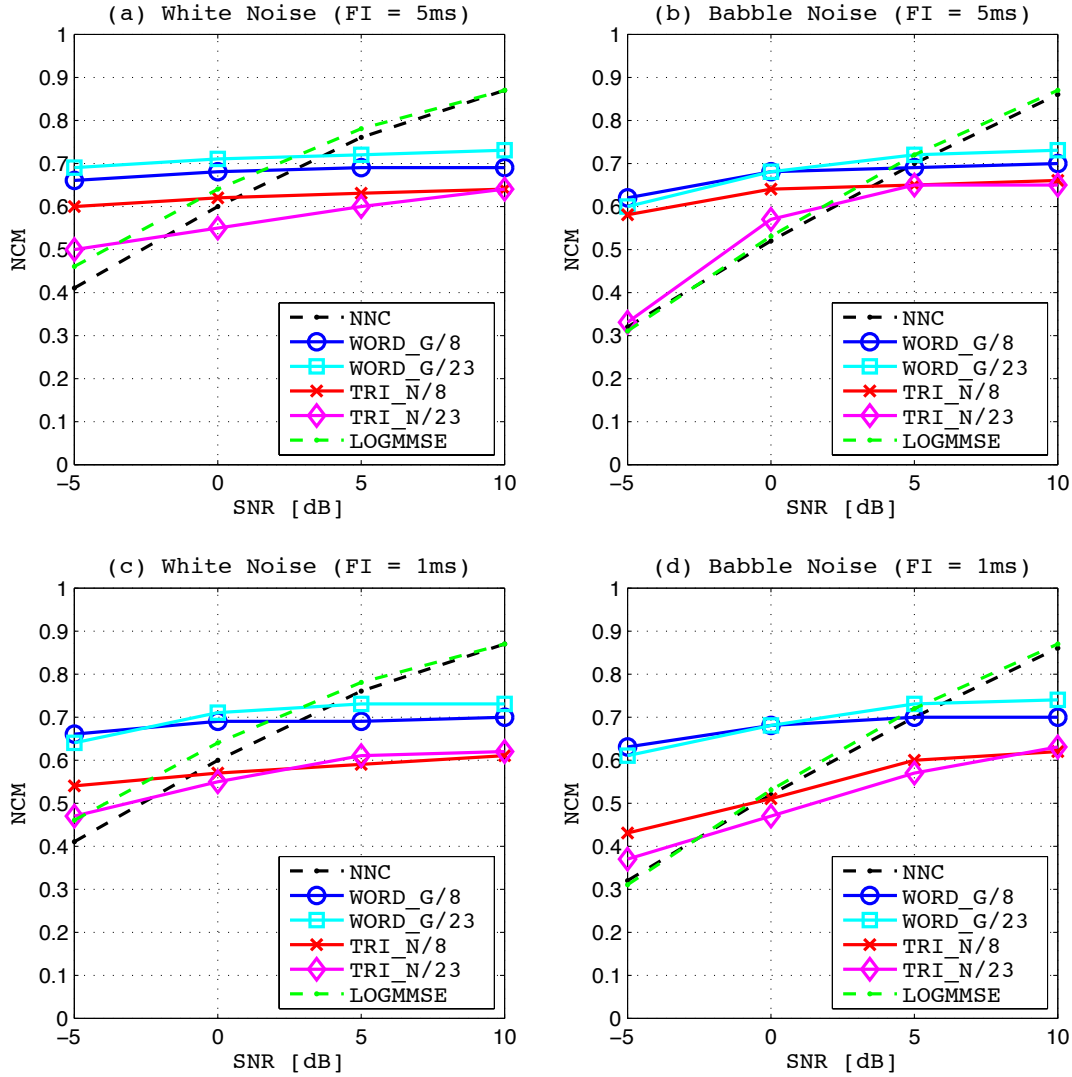 (a) White Noise (FI = 5ms)
1
0.9
0.8
0.7
0.6
0.5
0.4
0.3
0.2
0.1
0
NCM
−5
0
5
10
SNR [dB]
NNC
WORD_G/8
WORD_G/23
TRI_N/8
TRI_N/23
LOGMMSE
(b) Babble Noise (FI = 5ms)
1
0.9
0.8
0.7
0.6
0.5
0.4
0.3
0.2
0.1
0
NCM
−5
0
5
10
SNR [dB]
NNC
WORD_G/8
WORD_G/23
TRI_N/8
TRI_N/23
LOGMMSE
(c) White Noise (FI = 1ms)
1
0.9
0.8
0.7
0.6
0.5
0.4
0.3
0.2
0.1
0
NCM
−5
0
5
10
SNR [dB]
NNC
WORD_G/8
WORD_G/23
TRI_N/8
TRI_N/23
LOGMMSE
(d) Babble Noise (FI = 1ms)
1
0.9
0.8
0.7
0.6
0.5
0.4
0.3
0.2
0.1
0
NCM
−5
0
5
10
SNR [dB]
NNC
WORD_G/8
WORD_G/23
TRI_N/8
TRI_N/23
LOGMMSE